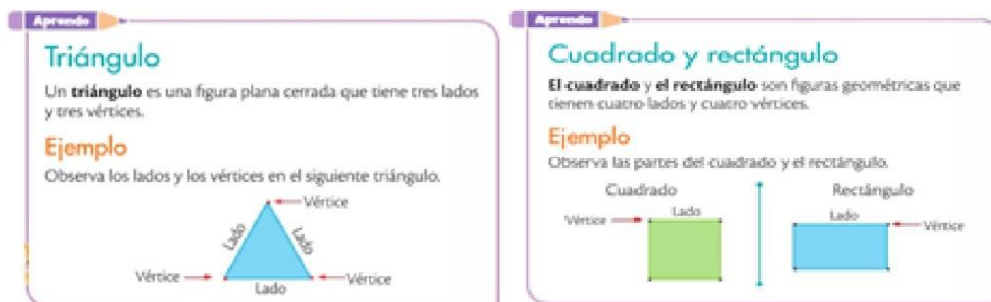 Aprendo
Triángulo
Un triángulo es una figura plana cerrada que tiene tres lados
y tres vértices.
Ejemplo
Observa los lados y los vértices en el siguiente triángulo.
Vértice
Lado
Lado
Vértice
Vértice
Lado
Aprendo
Cuadrado y rectángulo
El cuadrado y el rectángulo son figuras geométricas que
tienen cuatro lados y cuatro vértices.
Ejemplo
Observa las partes del cuadrado y el rectángulo.
Cuadrado
Vértice
Lado
Rectángulo
Lado
Vértice